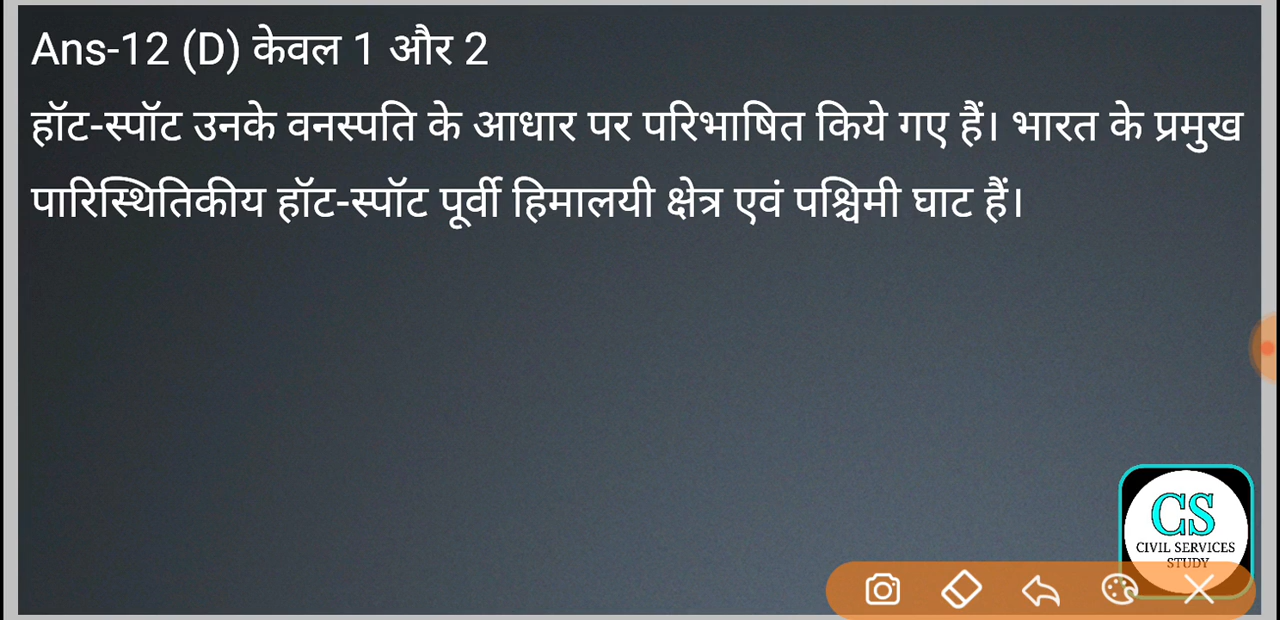 Ans-12 (D) केवल 1 और 2
हॉट-स्पॉट उनके वनस्पति के आधार पर परिभाषित किये गए हैं। भारत के प्रमुख
पारिस्थितिकीय हॉट-स्पॉट पूर्वी हिमालयी क्षेत्र एवं पश्चिमी घाट हैं।
CS
CIVIL SERVICES
STUDY